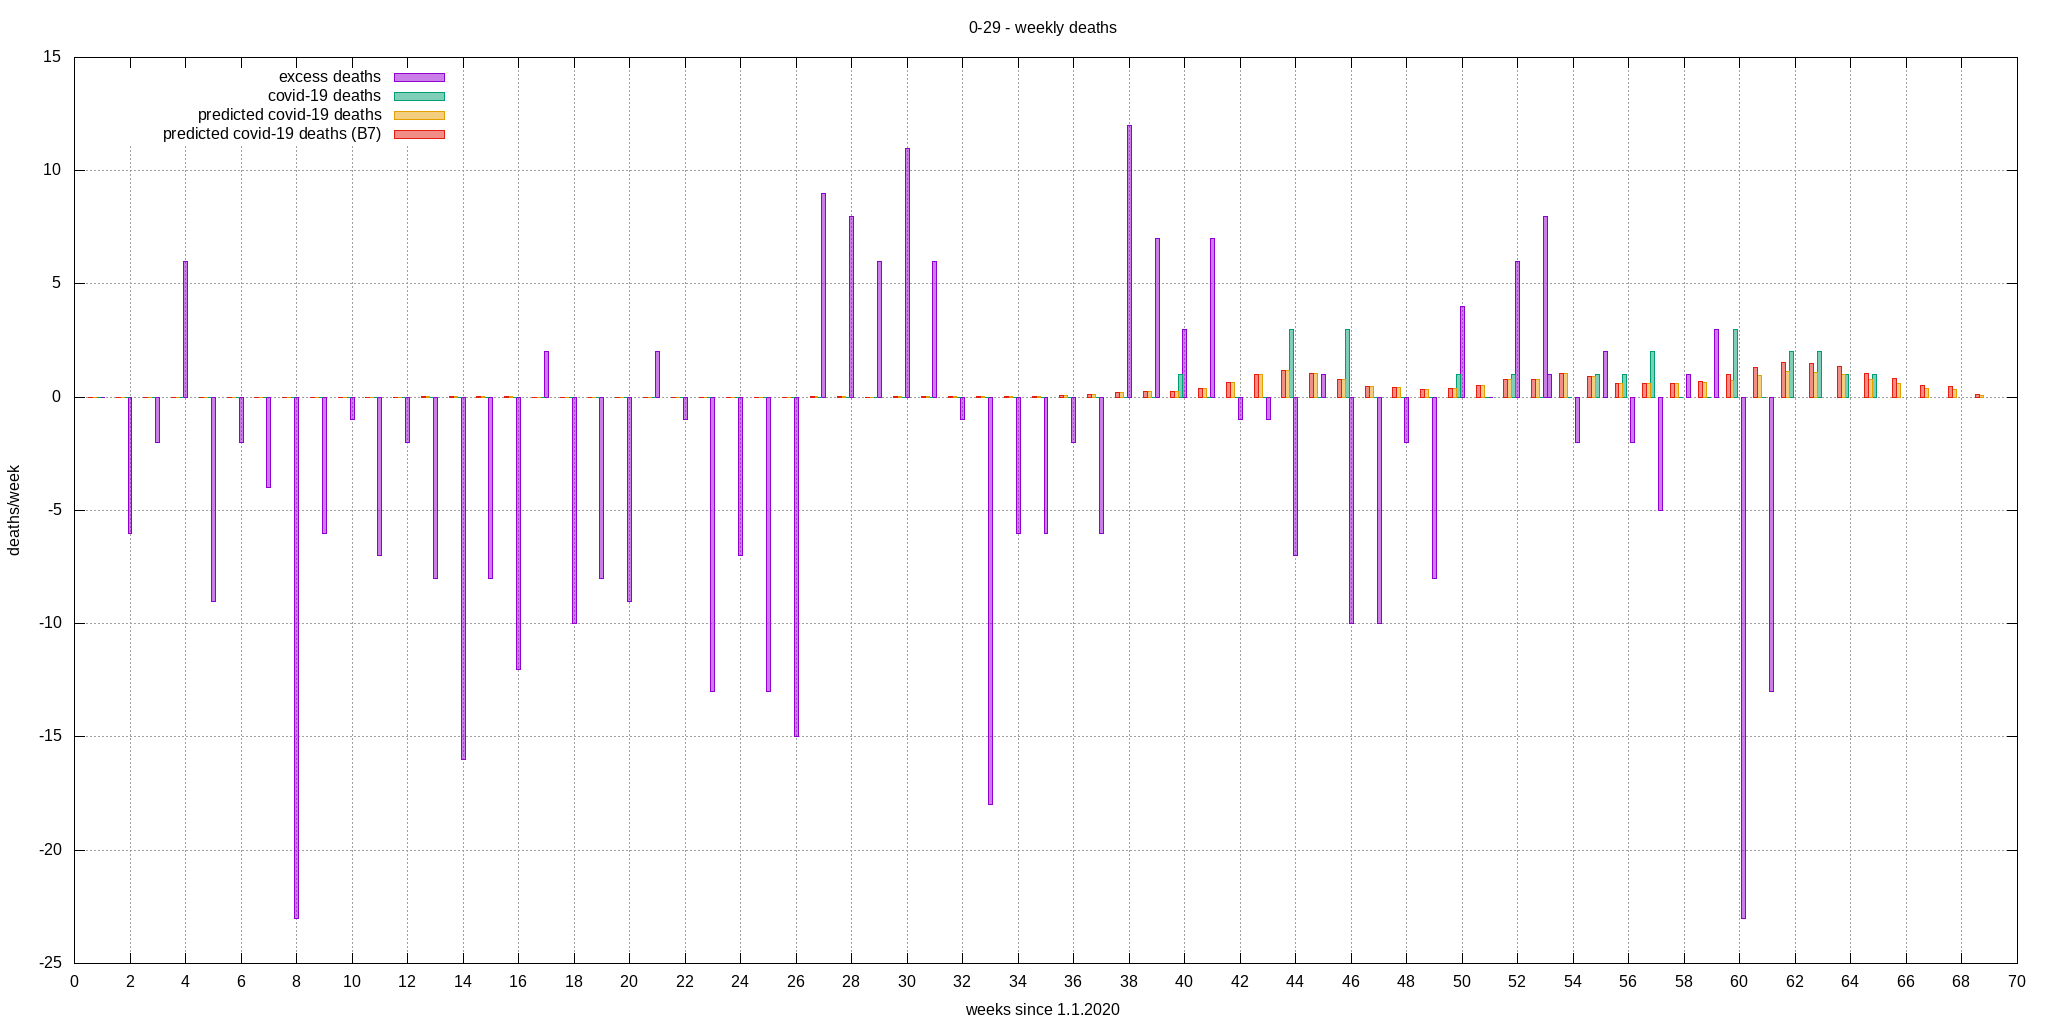 0-29 - weekly deaths
excess deaths
covid-19 deaths
predicted covid-19 deaths
predicted covid-19 deaths (B7)
15
10
5
0
-5
-10
-15
-20
-25
deaths/week
0 2 4 6 8 10 12 14 16 18 20 22 24 26 28 30 32 34 36 38 40 42 44 46 48 50 52 54 56 58 60 62 64 66 68 70
weeks since 1.1.2020